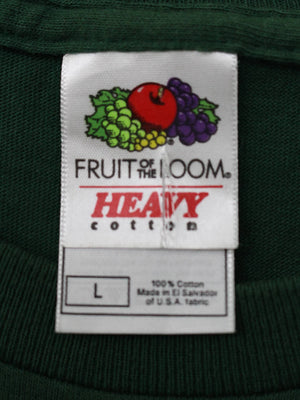 FRUIT OF THE LOOM®
HEAVY
cotton
L
100% Cotton
Made in El Salvador
of U.S.A. fabric